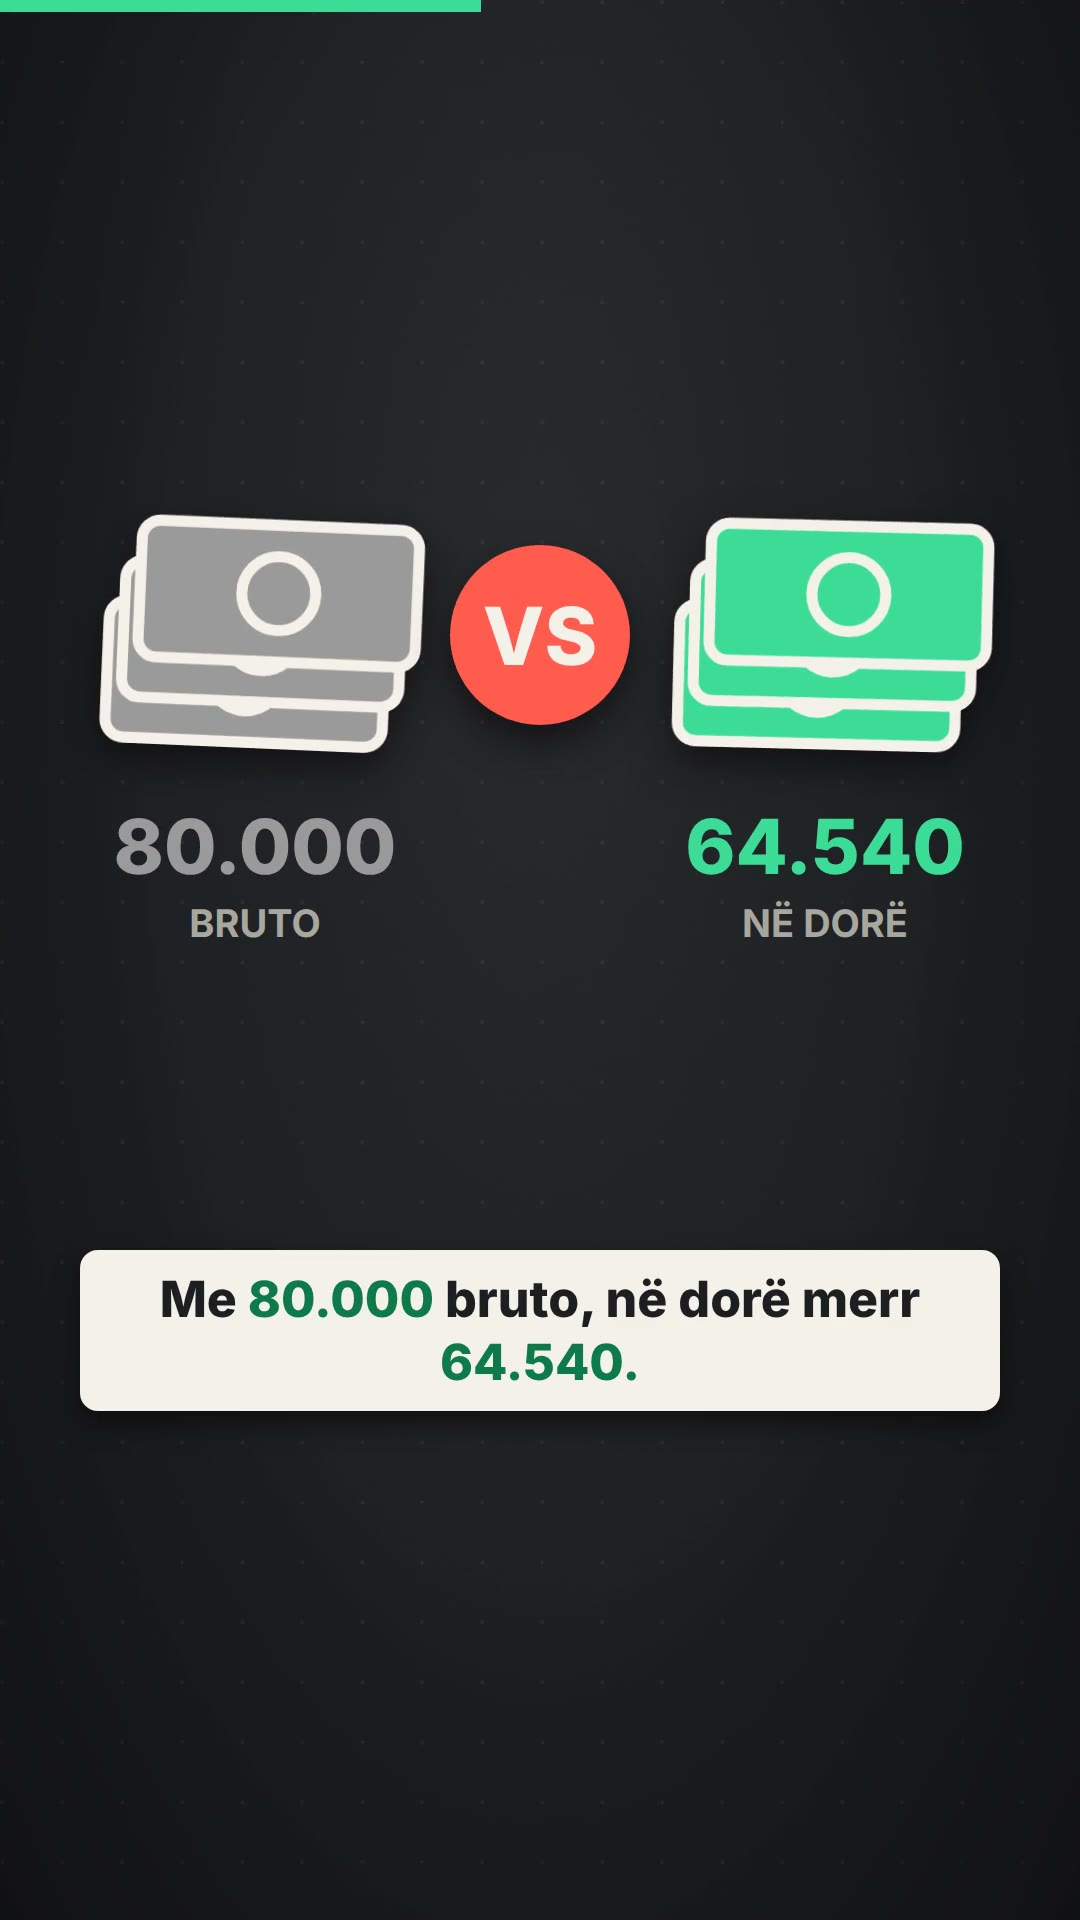 VS
80.000
BRUTO
64.540
NË DORË
Me 80.000 bruto, në dorë merr
64.540.